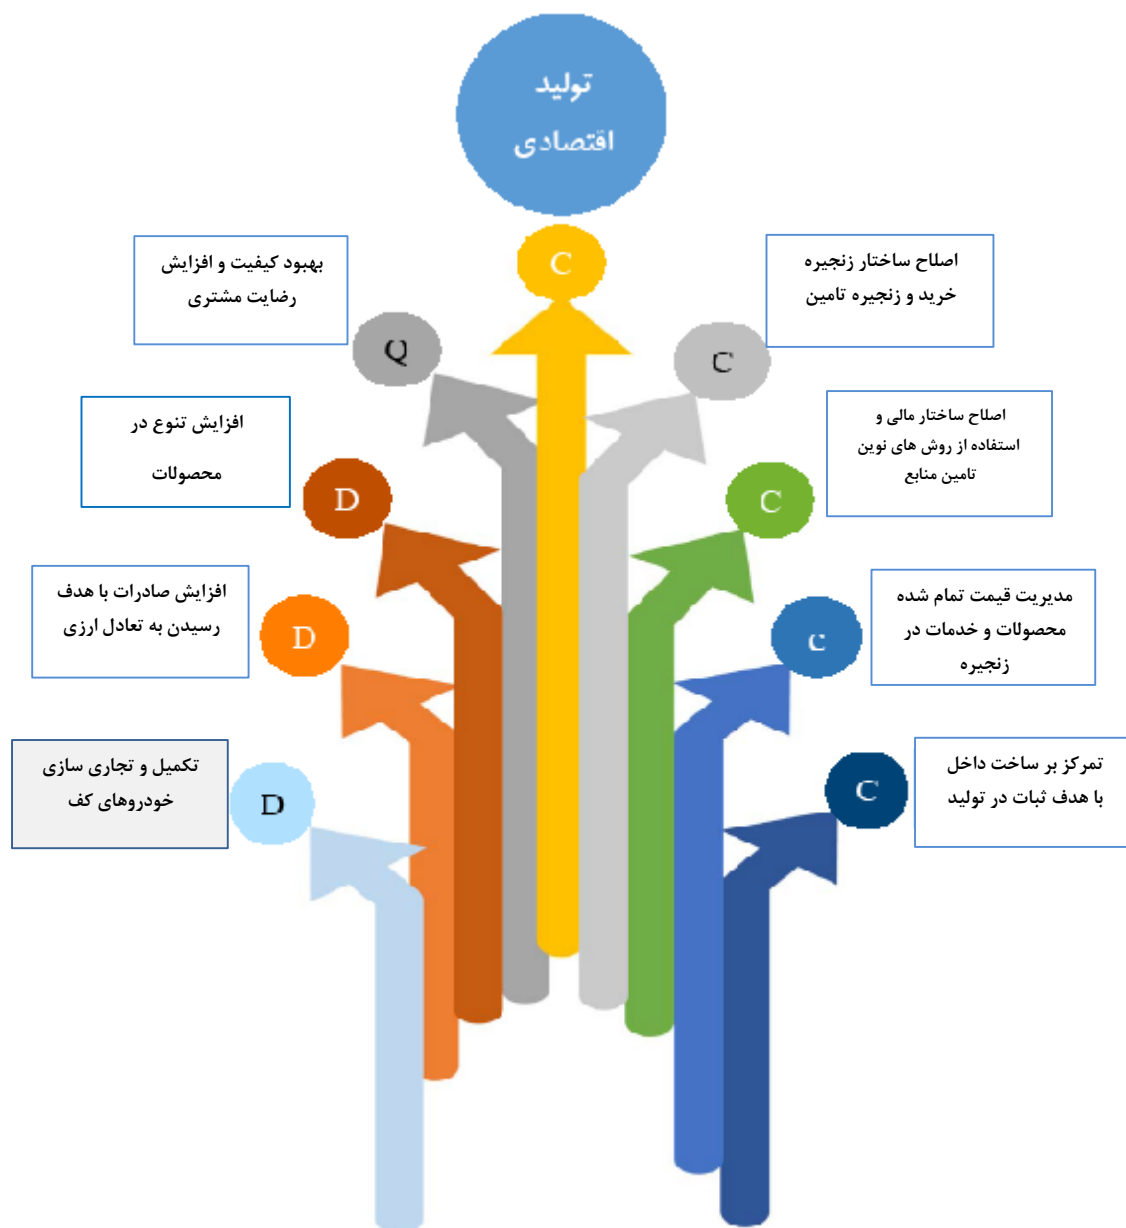 تولید
اقتصادی
C
اصلاح ساختار زنجیره
خرید و زنجیره تامین
C
بهبود کیفیت و افزایش
رضایت مشتری
Q
اصلاح ساختار مالی و
استفاده از روش های نوین
تامین منابع
C
افزایش تنوع در
محصولات
D
مدیریت قیمت تمام شده
محصولات و خدمات در
زنجیره
C
افزایش صادرات با هدف
رسیدن به تعادل ارزی
D
تمرکز بر ساخت داخل
با هدف ثبات در تولید
C
تکمیل و تجاری سازی
خودروهای کف
D